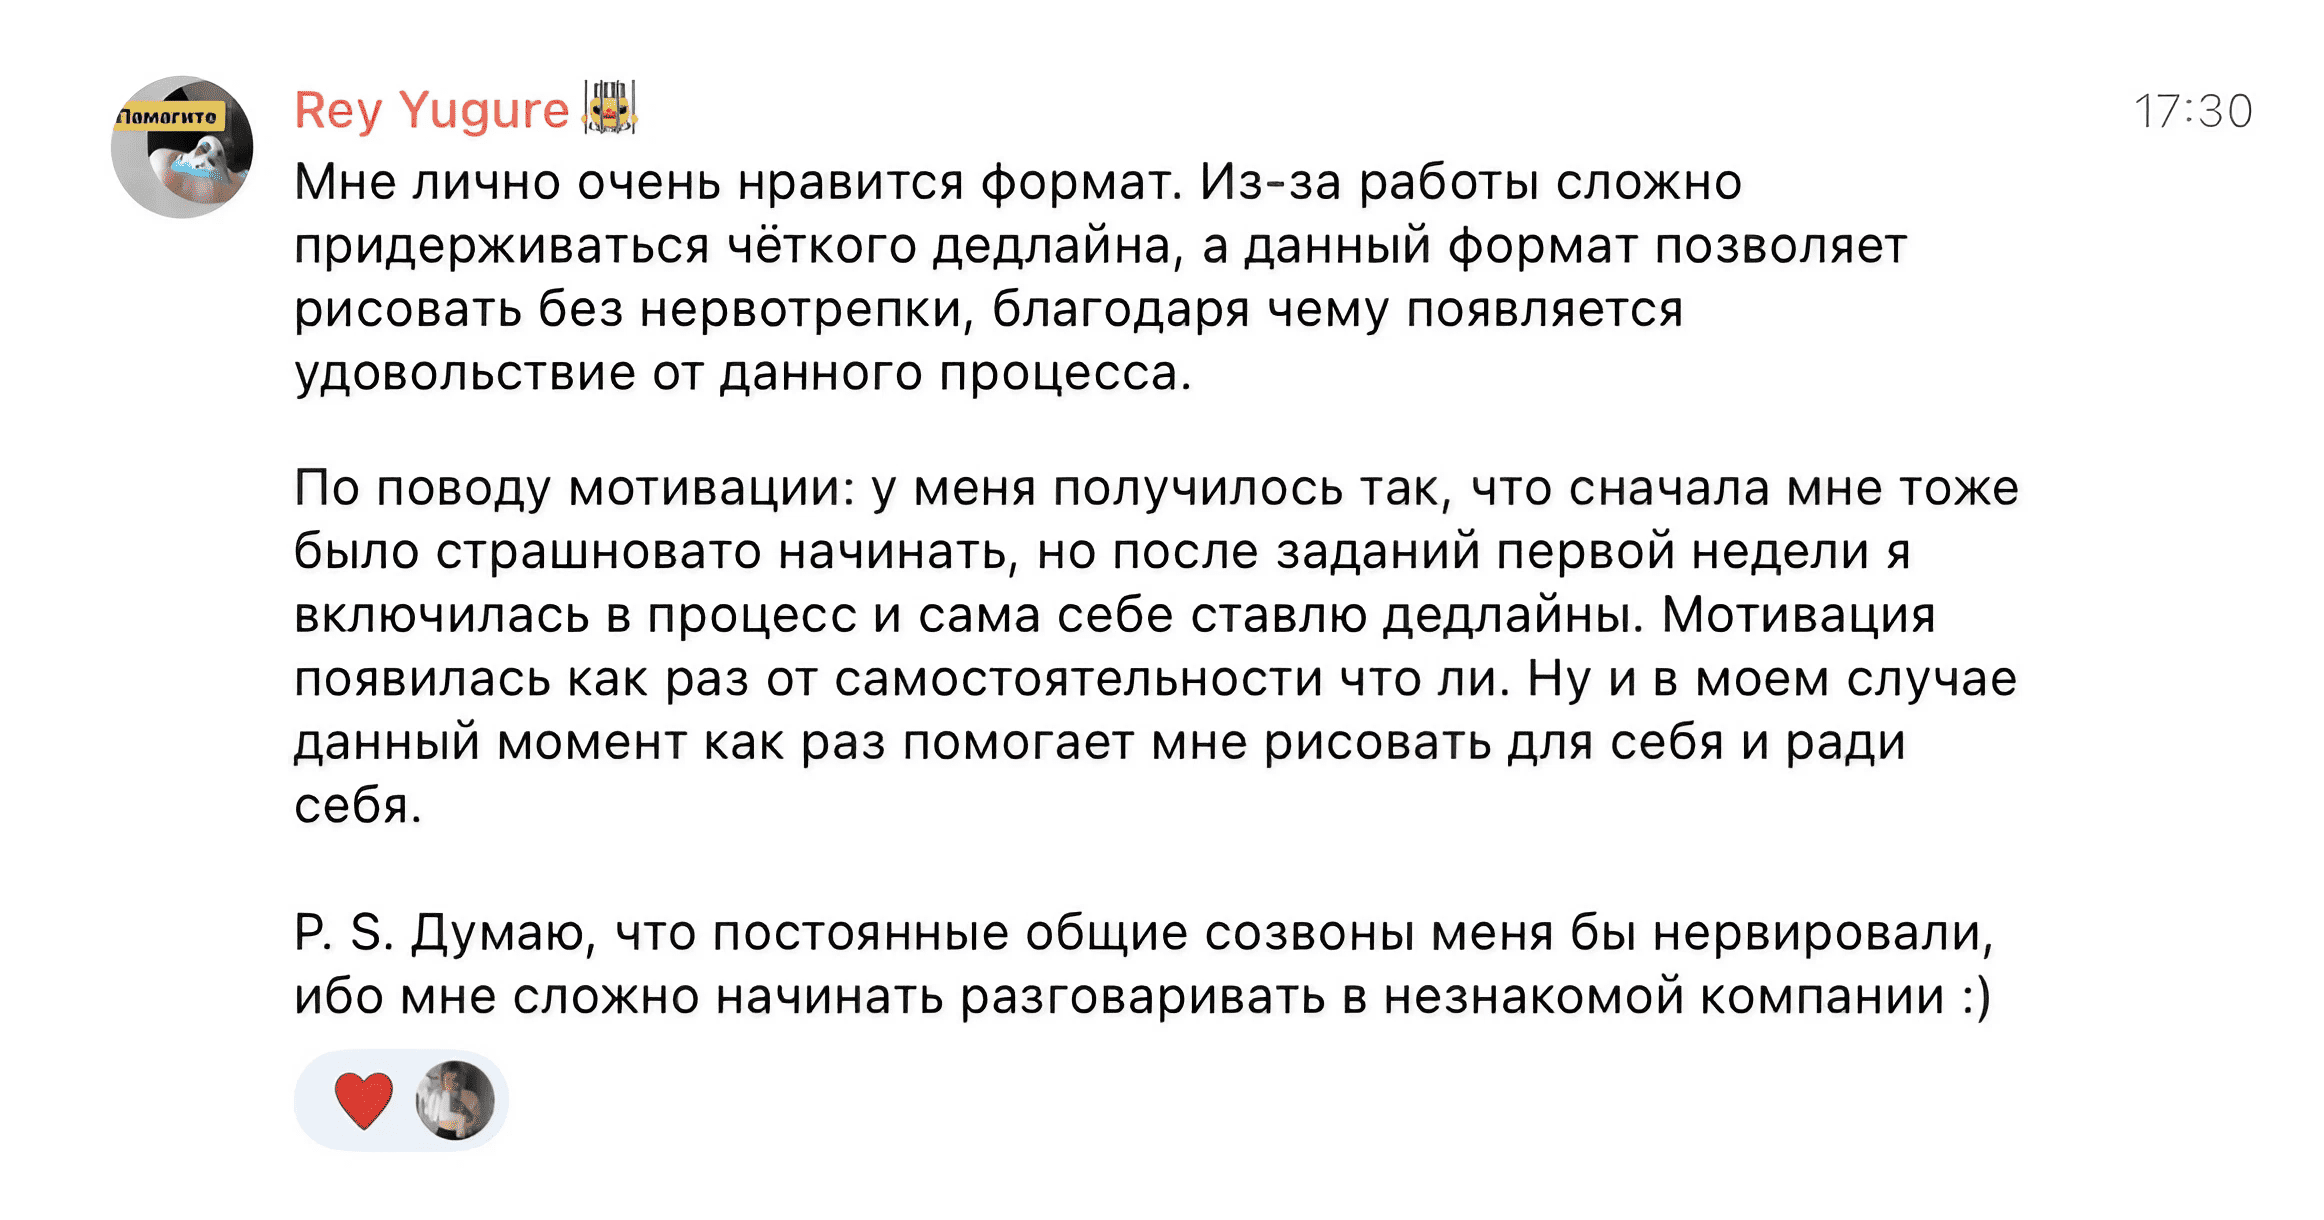 Помогите
Rey Yugure
17:30
Мне лично очень нравится формат. Из-за работы сложно
придерживаться чёткого дедлайна, а данный формат позволяет
рисовать без нервотрепки, благодаря чему появляется
удовольствие от данного процесса.
По поводу мотивации: у меня получилось так, что сначала мне тоже
было страшновато начинать, но после заданий первой недели я
включилась в процесс и сама себе ставлю дедлайны. Мотивация
появилась как раз от самостоятельности что ли. Ну и в моем случае
данный момент как раз помогает мне рисовать для себя и ради
себя.
P. S. Думаю, что постоянные общие созвоны меня бы нервировали,
ибо мне сложно начинать разговаривать в незнакомой компании :)